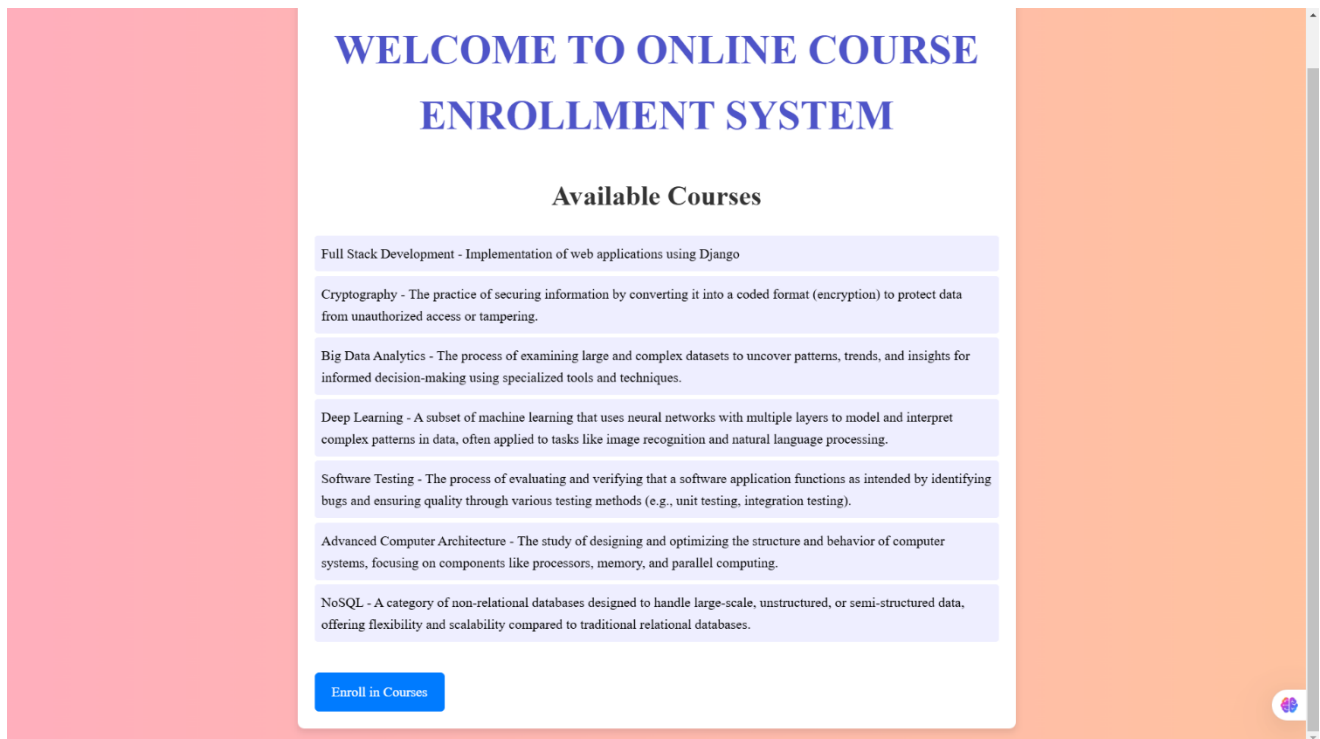 WELCOME TO ONLINE COURSE
ENROLLMENT SYSTEM
Available Courses
Full Stack Development - Implementation of web applications using Django
Cryptography - The practice of securing information by converting it into a coded format (encryption) to protect data
from unauthorized access or tampering.
Big Data Analytics - The process of examining large and complex datasets to uncover patterns, trends, and insights for
informed decision-making using specialized tools and techniques.
Deep Learning - A subset of machine learning that uses neural networks with multiple layers to model and interpret
complex patterns in data, often applied to tasks like image recognition and natural language processing.
Software Testing - The process of evaluating and verifying that a software application functions as intended by identifying
bugs and ensuring quality through various testing methods (e.g., unit testing, integration testing).
Advanced Computer Architecture - The study of designing and optimizing the structure and behavior of computer
systems, focusing on components like processors, memory, and parallel computing.
NoSQL - A category of non-relational databases designed to handle large-scale, unstructured, or semi-structured data,
offering flexibility and scalability compared to traditional relational databases.
Enroll in Courses